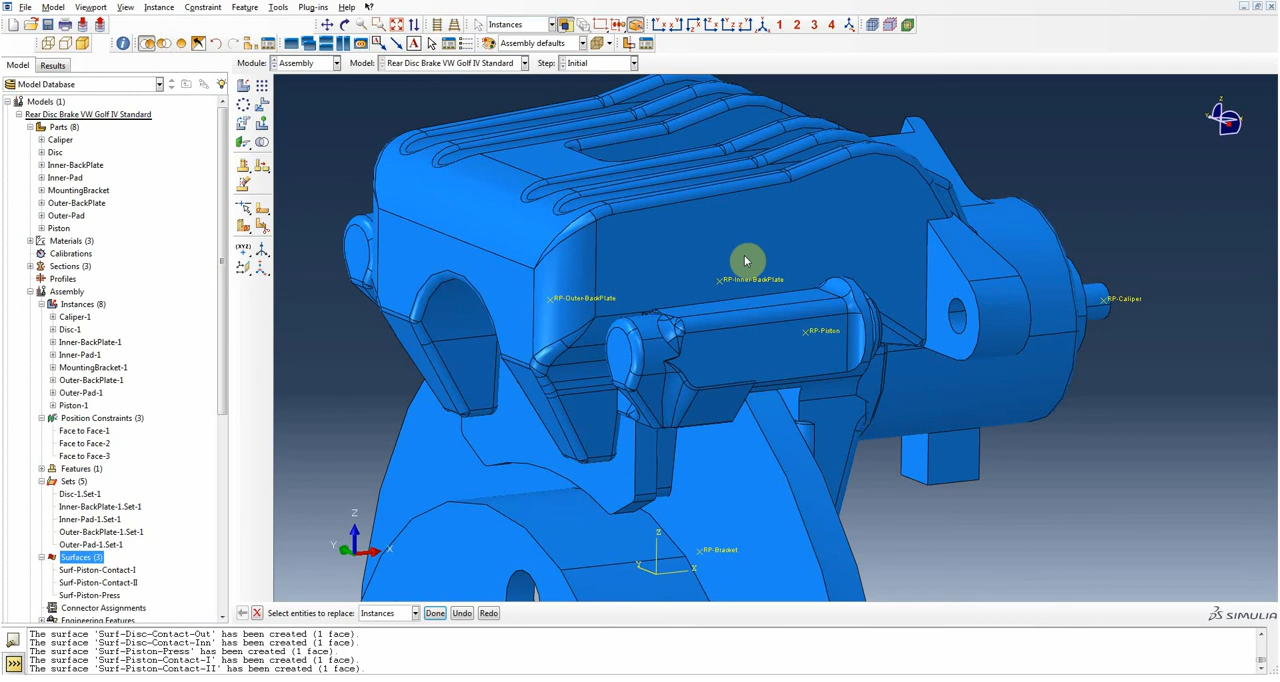 File Model Viewport View Instance Constraint Feature Tools Plug-ins Help
Instances 1 2 3 4
Assembly defaults
Model Results
Module: Assembly Model: Rear Disc Brake VW Golf IV Standard Step: Initial
Model Database
Models (1)
Rear Disc Brake VW Golf IV Standard
Parts (8)
Caliper
Disc
Inner-BackPlate
Inner-Pad
MountingBracket
Outer-BackPlate
Outer-Pad
Piston
Materials (3)
Calibrations
Sections (3)
Profiles
Assembly
Instances (8)
Caliper-1
Disc-1
Inner-BackPlate-1
Inner-Pad-1
MountingBracket-1
Outer-BackPlate-1
Outer-Pad-1
Piston-1
Position Constraints (3)
Face to Face-1
Face to Face-2
Face to Face-3
Features (1)
Sets (5)
Disc-1.Set-1
Inner-BackPlate-1.Set-1
Inner-Pad-1.Set-1
Outer-BackPlate-1.Set-1
Outer-Pad-1.Set-1
Surfaces (3)
Surf-Piston-Contact-I
Surf-Piston-Contact-II
Surf-Piston-Press
Connector Assignments
Engineering Features
(XYZ)
Z
RP-Inner-BackPlate
RP-Outer-BackPlate
RP-Caliper
RP-Piston
Z
Y
X
Z
RP-Bracket
Y
X
Select entities to replace: Instances Done Undo Redo
SIMULIA
The surface 'Surf-Disc-Contact-Out' has been created (1 face).
The surface 'Surf-Disc-Contact-Inn' has been created (1 face).
The surface 'Surf-Piston-Press' has been created (1 face).
The surface 'Surf-Piston-Contact-I' has been created (1 face).
The surface 'Surf-Piston-Contact-II' has been created (1 face).
>>>